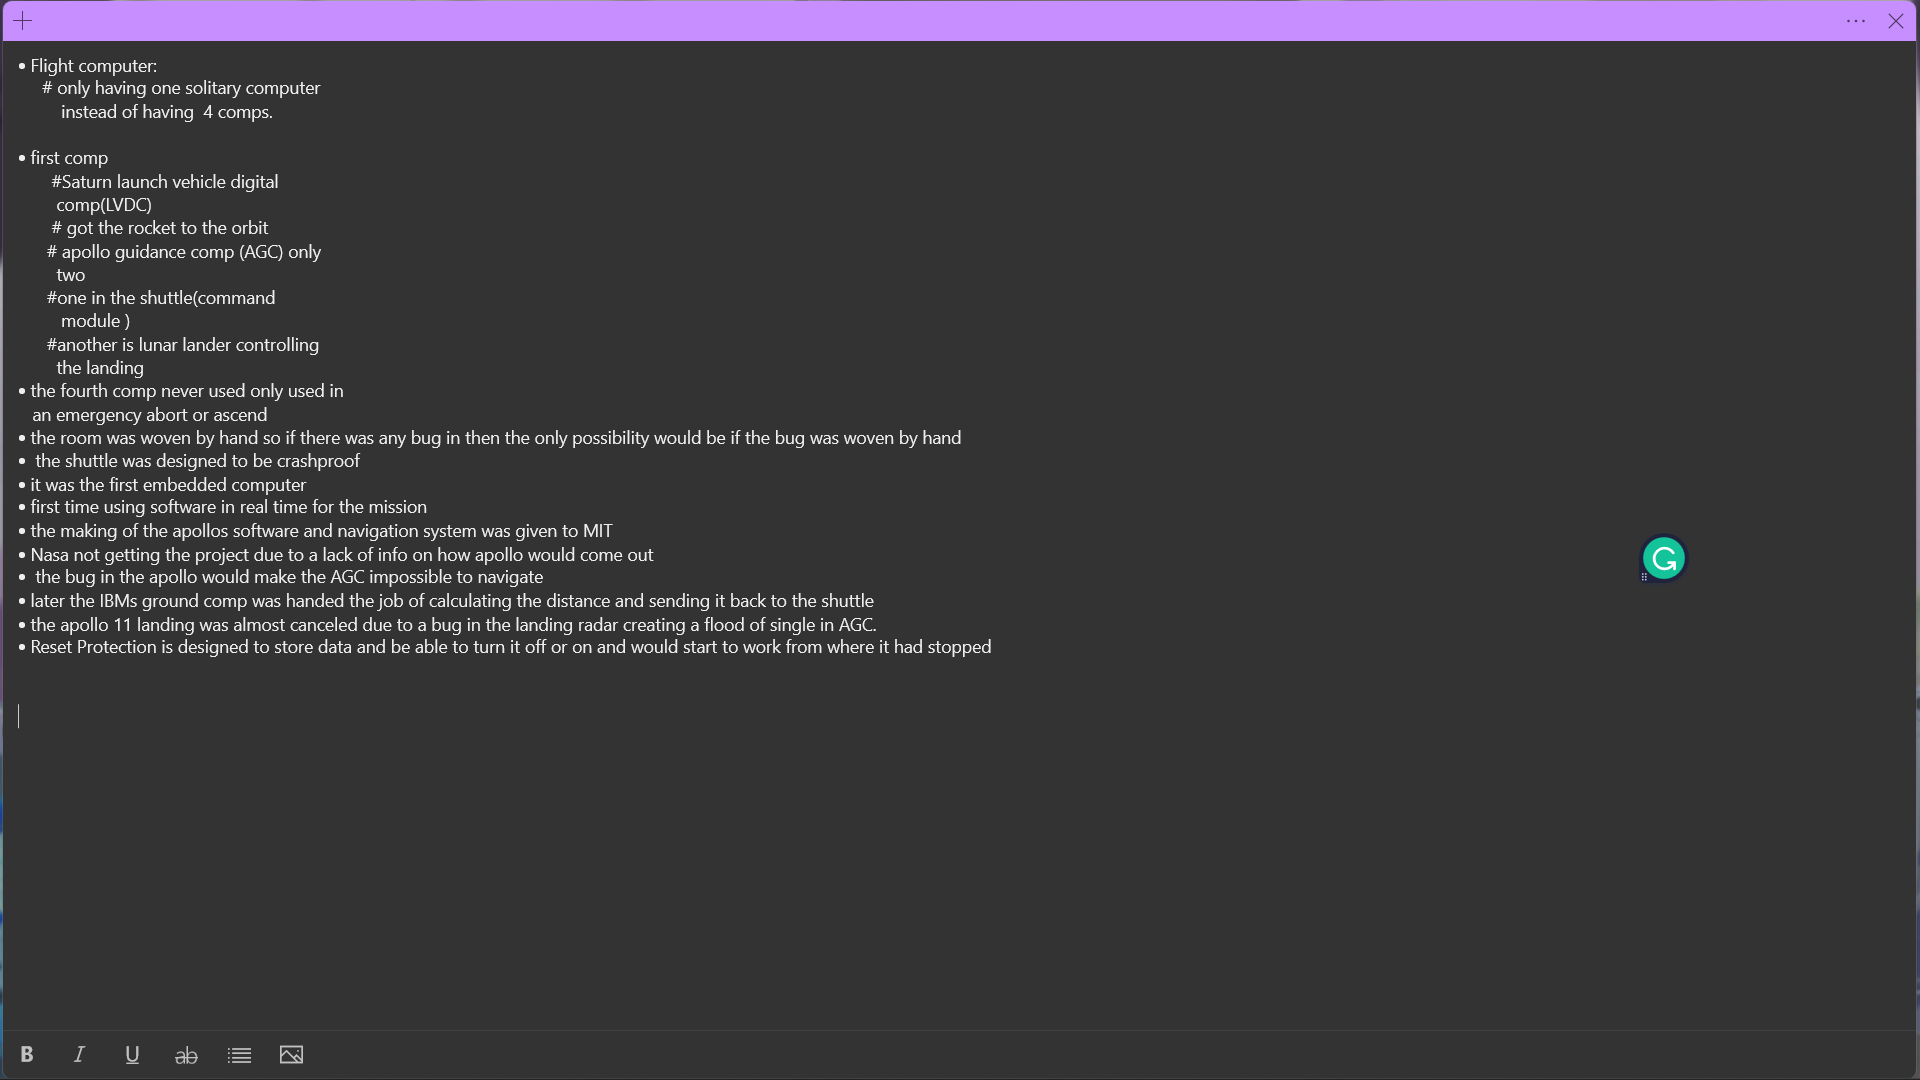 • Flight computer:
# only having one solitary computer
instead of having  4 comps.
• first comp
#Saturn launch vehicle digital
comp(LVDC)
# got the rocket to the orbit
# apollo guidance comp (AGC) only
two
#one in the shuttle(command
module )
#another is lunar lander controlling
the landing
• the fourth comp never used only used in
an emergency abort or ascend
• the room was woven by hand so if there was any bug in then the only possibility would be if the bug was woven by hand
•  the shuttle was designed to be crashproof
• it was the first embedded computer
• first time using software in real time for the mission
• the making of the apollos software and navigation system was given to MIT
• Nasa not getting the project due to a lack of info on how apollo would come out
•  the bug in the apollo would make the AGC impossible to navigate
• later the IBMs ground comp was handed the job of calculating the distance and sending it back to the shuttle
• the apollo 11 landing was almost canceled due to a bug in the landing radar creating a flood of single in AGC.
• Reset Protection is designed to store data and be able to turn it off or on and would start to work from where it had stopped
G
B I U ab